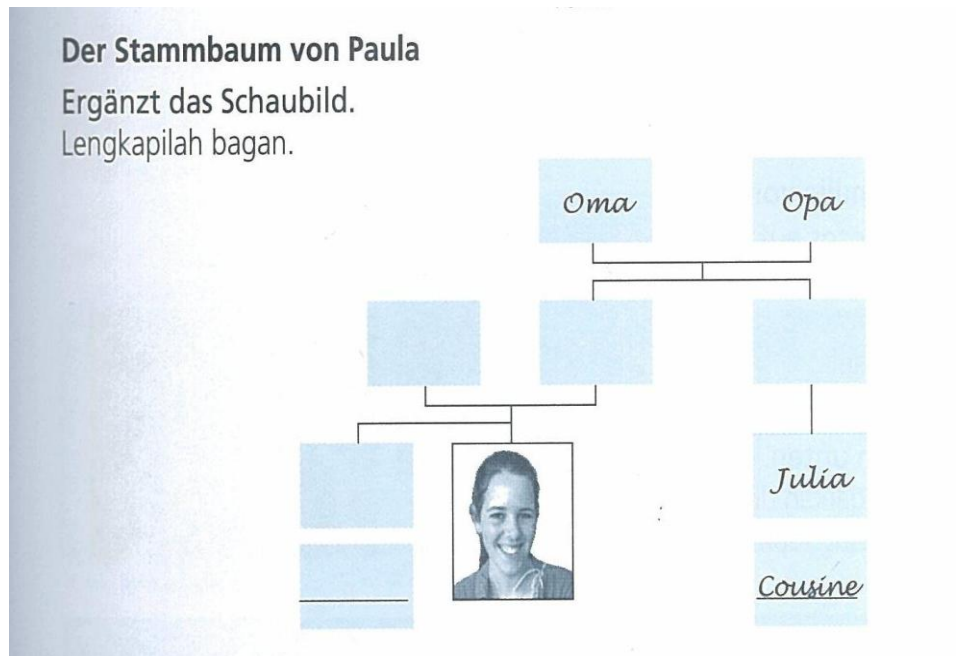 Der Stammbaum von Paula
Ergänzt das Schaubild.
Lengkapilah bagan.
Oma Opa
Julia
Cousine